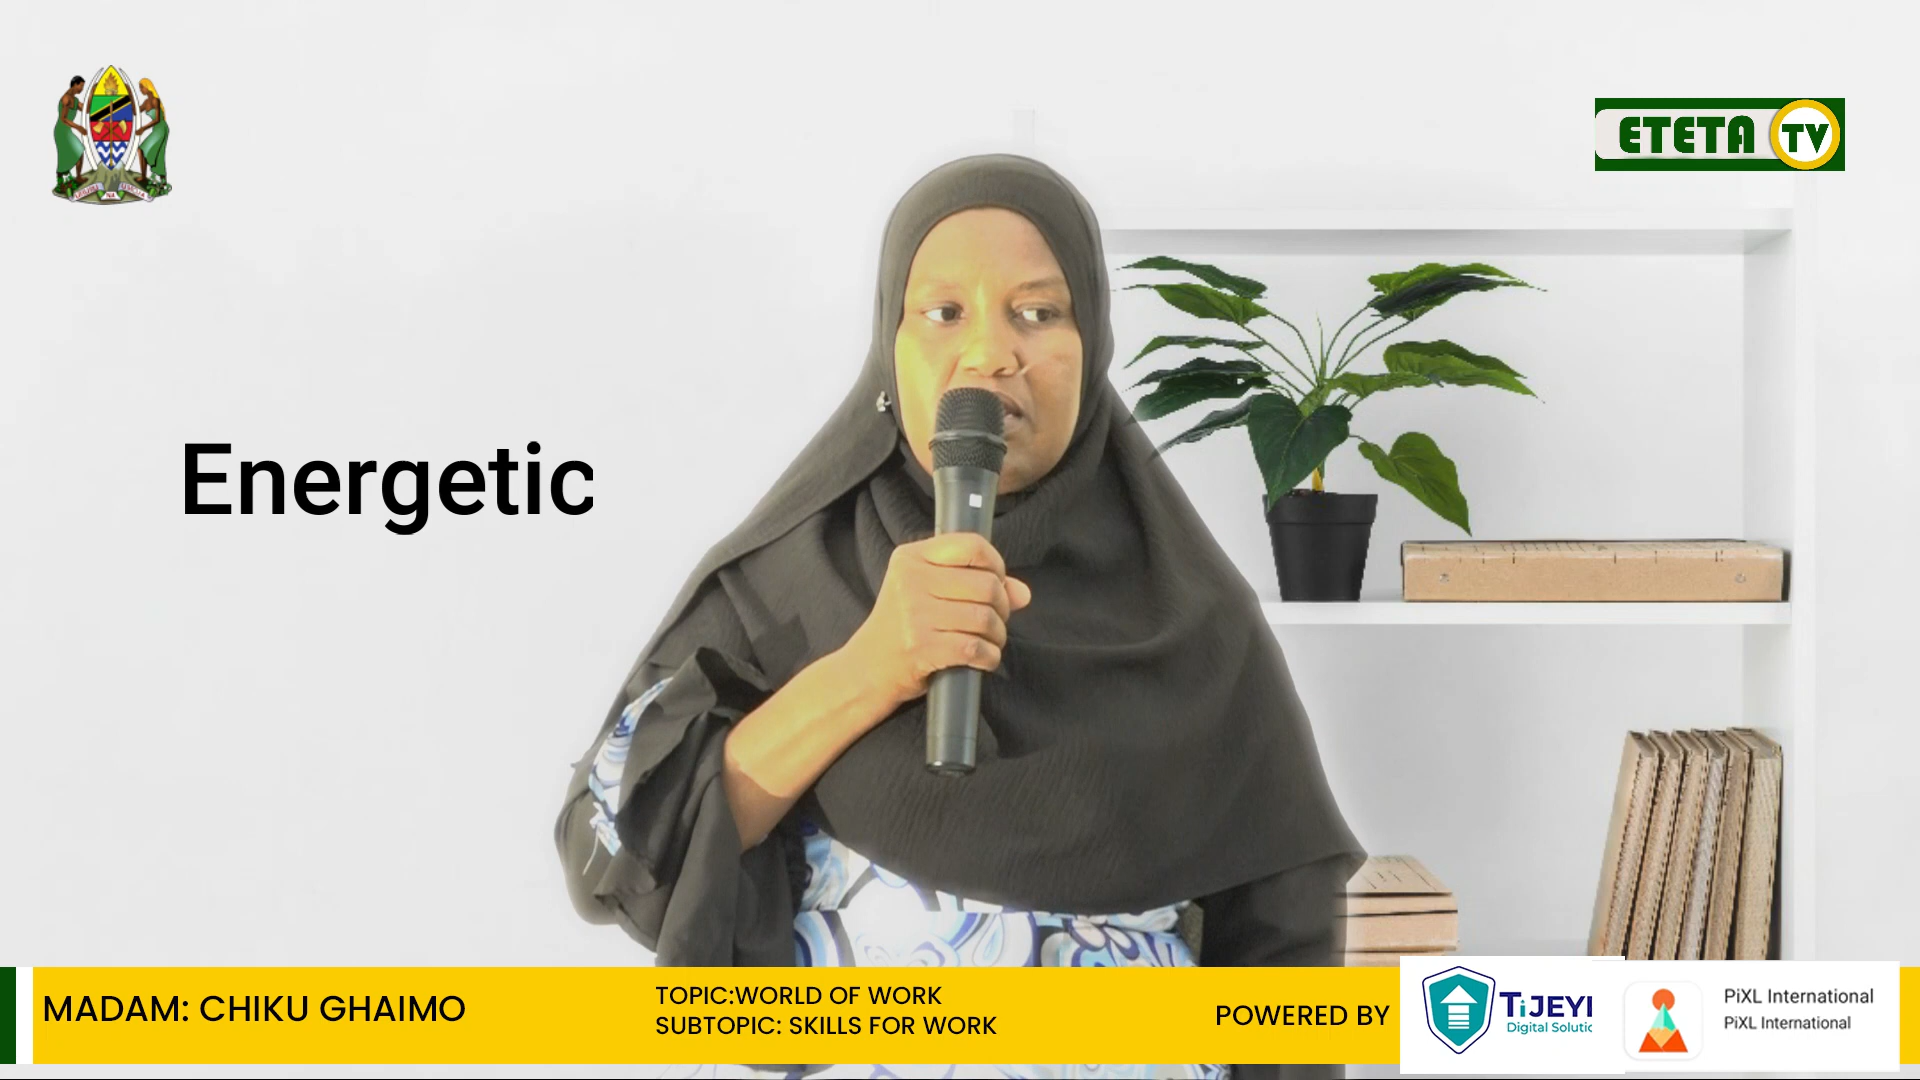 ETETA TV
Energetic
MADAM: CHIKU GHAIMO
TOPIC:WORLD OF WORK
SUBTOPIC: SKILLS FOR WORK
POWERED BY
TiJEYI
Digital Solutic
PiXL International
PiXL International